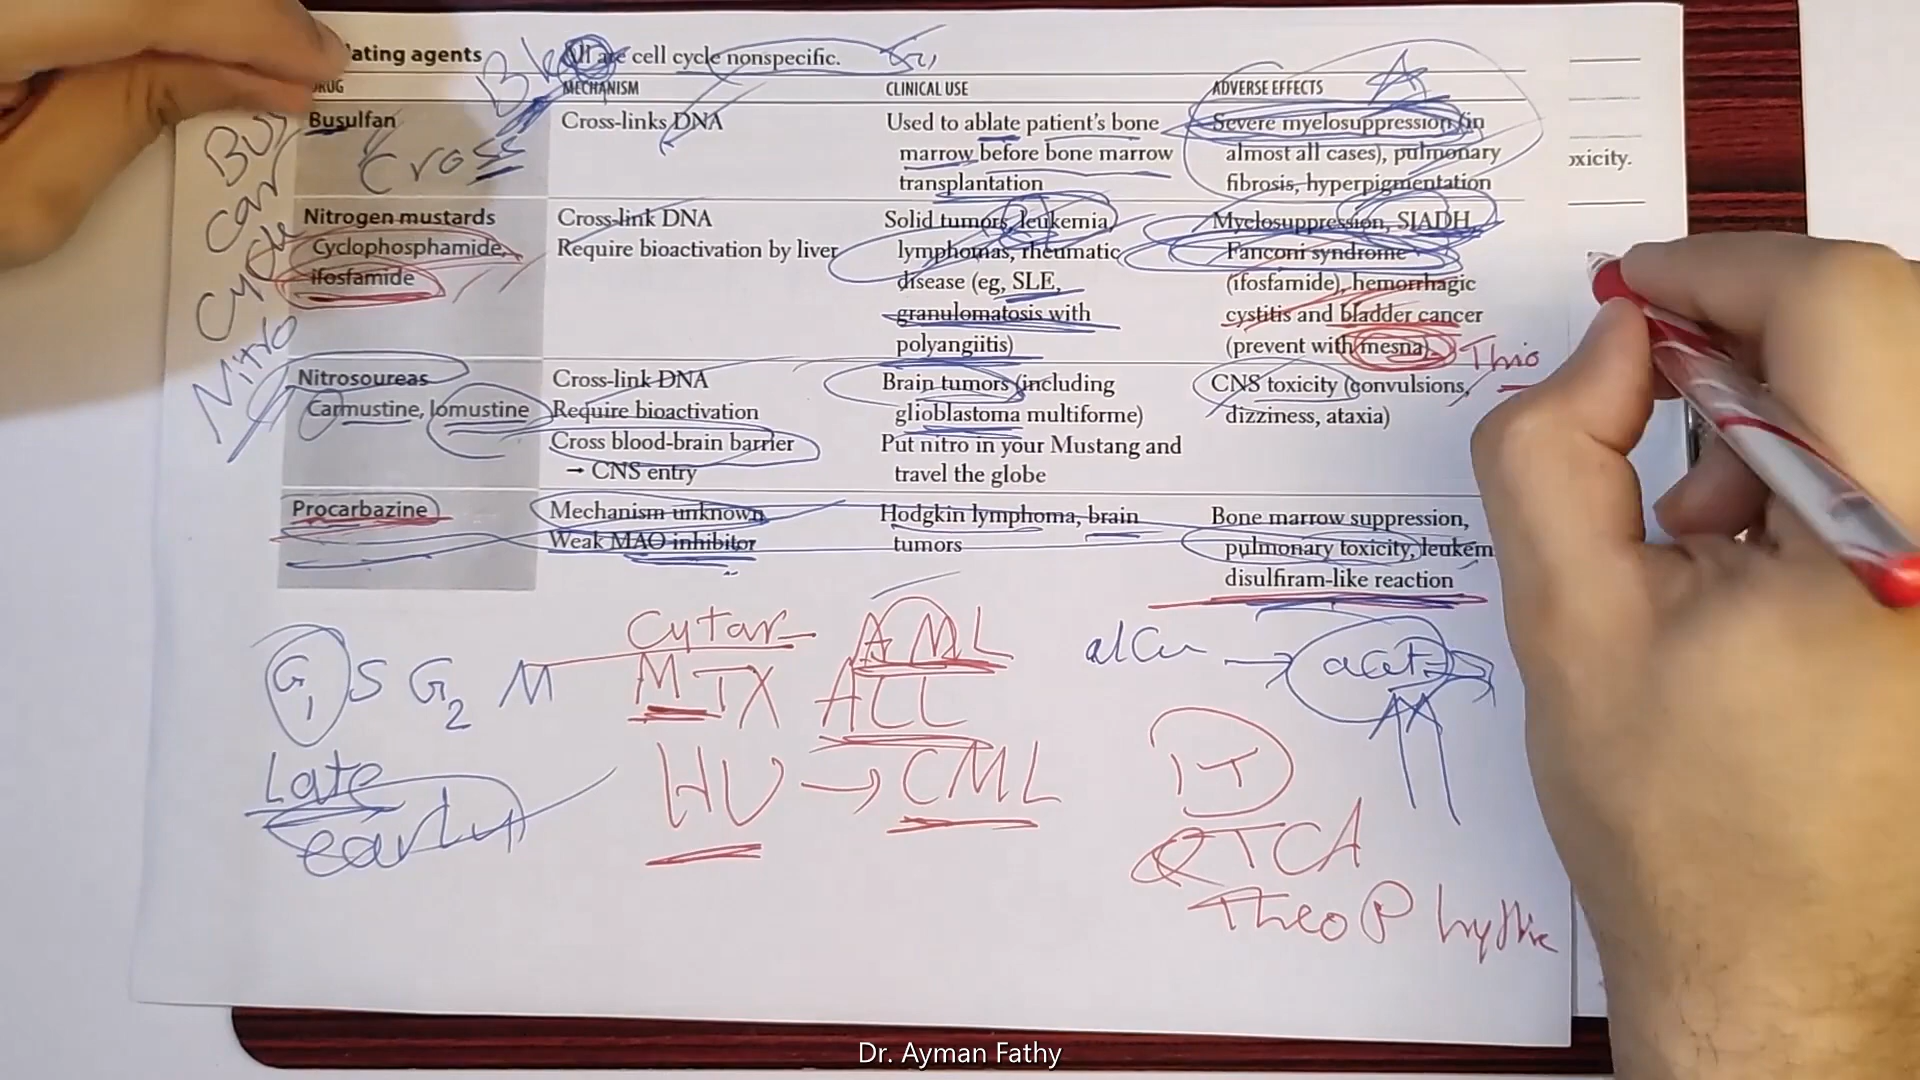 ating agents All are cell cycle nonspecific.
DRUG MECHANISM CLINICAL USE ADVERSE EFFECTS
Busulfan Cross-links DNA Used to ablate patient's bone Severe myelosuppression (in
marrow before bone marrow almost all cases), pulmonary
transplantation fibrosis, hyperpigmentation
Cross
oxicity.
Nitrogen mustards Cross-link DNA Solid tumors, leukemia, Myelosuppression, SIADH,
Cyclophosphamide, Require bioactivation by liver lymphomas, rheumatic Fanconi syndrome
ifosfamide disease (eg, SLE, (ifosfamide), hemorrhagic
granulomatosis with cystitis and bladder cancer
polyangiitis) (prevent with mesna).
Thio
Nitrosoureas Cross-link DNA Brain tumors (including CNS toxicity (convulsions,
Carmustine, lomustine Require bioactivation glioblastoma multiforme) dizziness, ataxia)
Cross blood-brain barrier Put nitro in your Mustang and
→ CNS entry travel the globe
Procarbazine Mechanism unknown Hodgkin lymphoma, brain Bone marrow suppression,
Weak MAO inhibitor tumors pulmonary toxicity, leukem
disulfiram-like reaction
Bus
Car
Cycle
Nitro
G1 S G2 M
Late
early
Cytar AML
MTX ALL
HU → CML
IT
TCA
TheoPhylline
Dr. Ayman Fathy